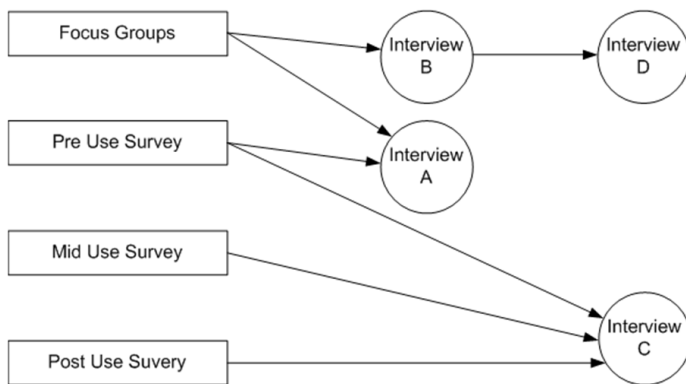 Focus Groups
Interview
B
Interview
D
Pre Use Survey
Interview
A
Mid Use Survey
Interview
C
Post Use Suvery